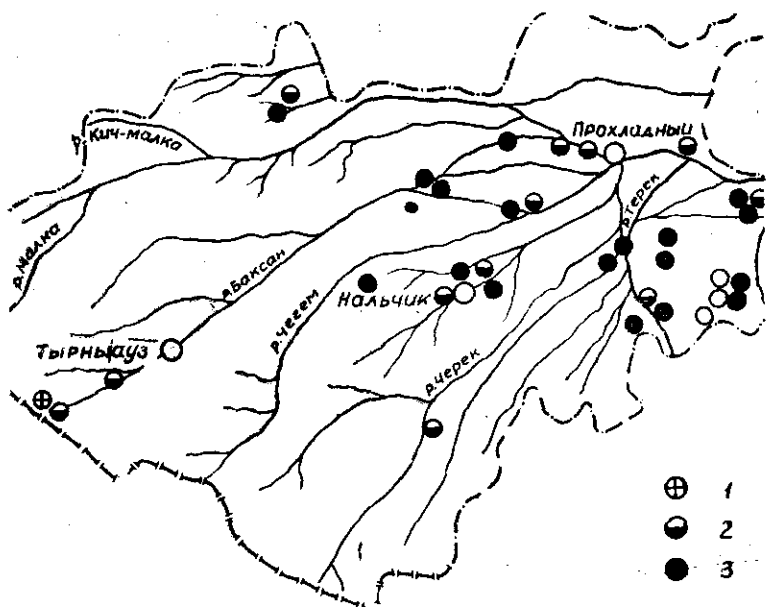 Прохладный
р. Кич-малка
р. Терек
р. Малка
р. Баксан
Нальчик
р. Чегем
Тырныауз
р. Черек
1
2
3